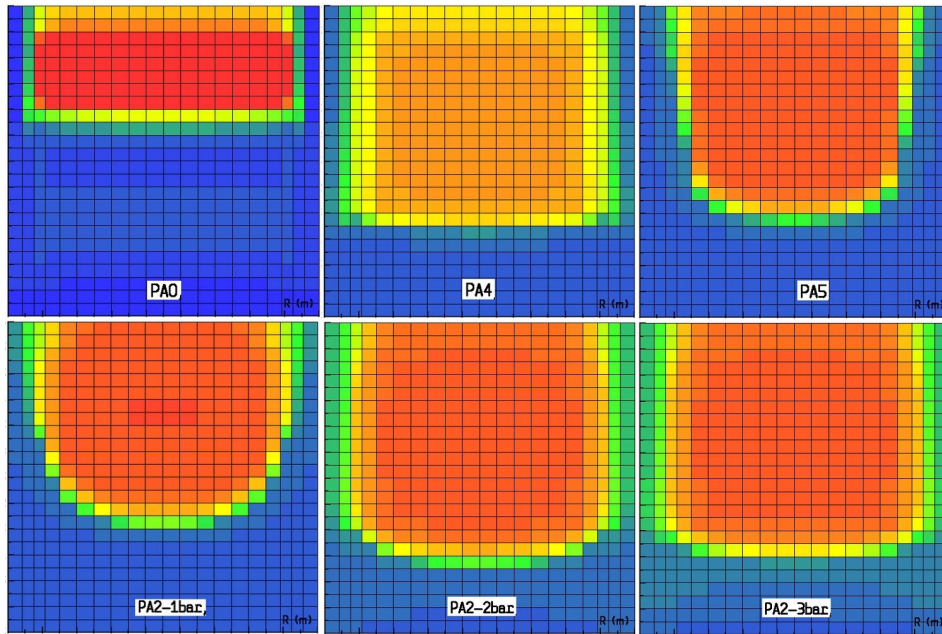 PA0,
R (m)
PA4
R (m)
PA5
R (m)
PA2-1bar,
R (m)
PA2-2bar
R (m)
PA2-3bar,
R (m)